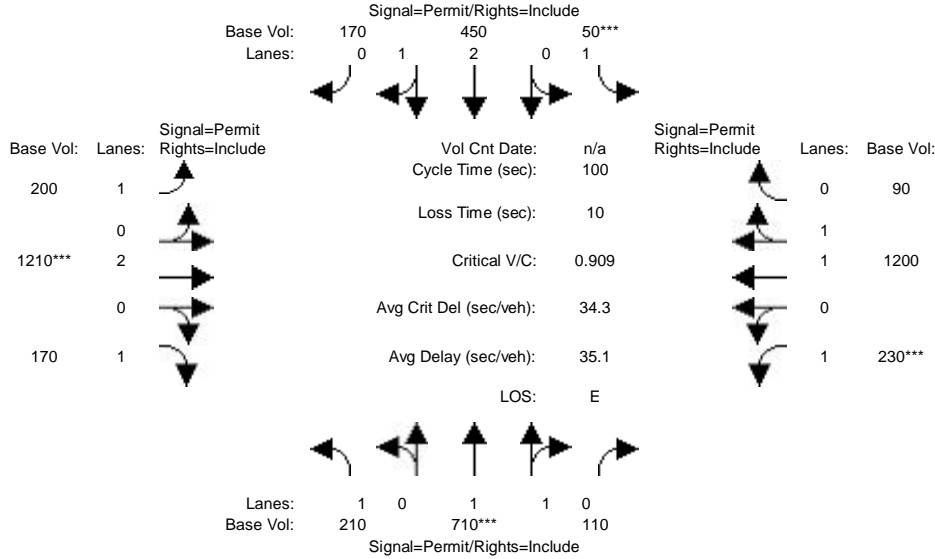 Signal=Permit/Rights=Include
Base Vol: 170 450 50***
Lanes: 0 1 2 0 1
Signal=Permit Signal=Permit
Base Vol: Lanes: Rights=Include Vol Cnt Date: n/a Rights=Include Lanes: Base Vol:
Cycle Time (sec): 100
200 1 0 90
Loss Time (sec): 10
0 1
1210*** 2 Critical V/C: 0.909 1 1200
0 Avg Crit Del (sec/veh): 34.3 0
170 1 Avg Delay (sec/veh): 35.1 1 230***
LOS: E
Lanes: 1 0 1 1 0
Base Vol: 210 710*** 110
Signal=Permit/Rights=Include